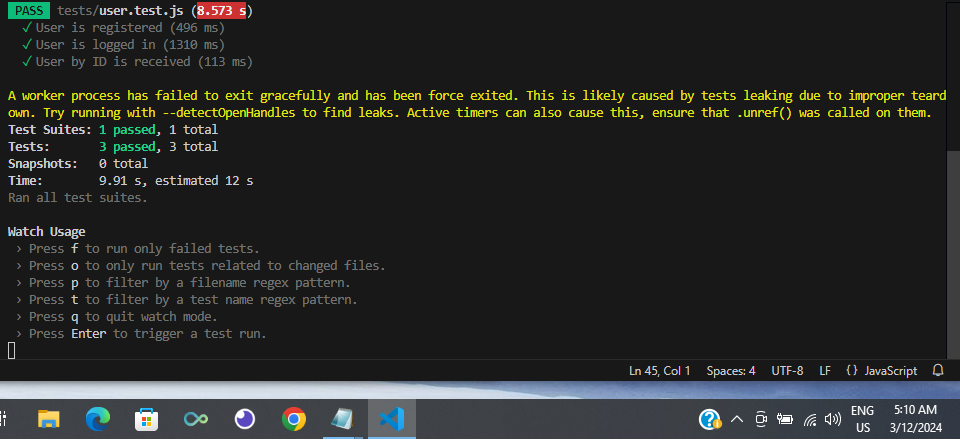 PASS tests/user.test.js (8.573 s)
✓ User is registered (496 ms)
✓ User is logged in (1310 ms)
✓ User by ID is received (113 ms)
A worker process has failed to exit gracefully and has been force exited. This is likely caused by tests leaking due to improper teard
own. Try running with --detectOpenHandles to find leaks. Active timers can also cause this, ensure that .unref() was called on them.
Test Suites: 1 passed, 1 total
Tests: 3 passed, 3 total
Snapshots: 0 total
Time: 9.91 s, estimated 12 s
Ran all test suites.
Watch Usage
› Press f to run only failed tests.
› Press o to only run tests related to changed files.
› Press p to filter by a filename regex pattern.
› Press t to filter by a test name regex pattern.
› Press q to quit watch mode.
› Press Enter to trigger a test run.
Ln 45, Col 1 Spaces: 4 UTF-8 LF {} JavaScript
ENG 5:10 AM
US 3/12/2024